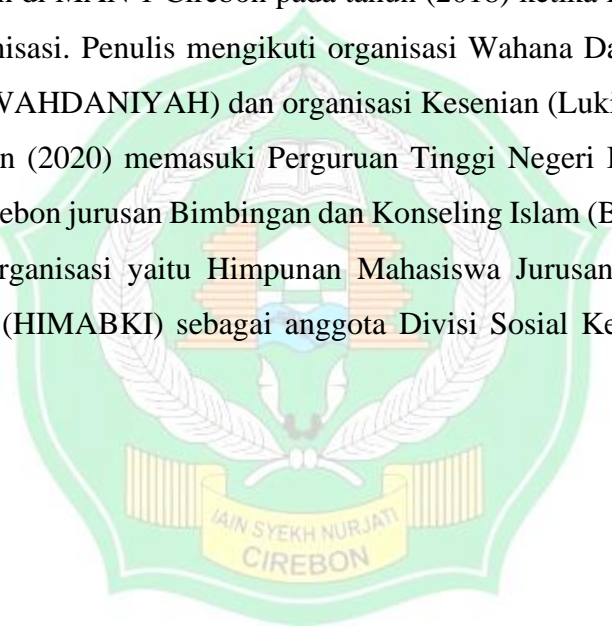 di MAN 1 Cirebon pada tahun (2018) ketika
nisasi. Penulis mengikuti organisasi Wahana Da
WAHDANIYAH) dan organisasi Kesenian (Luki
n (2020) memasuki Perguruan Tinggi Negeri
rebon jurusan Bimbingan dan Konseling Islam (B
rganisasi yaitu Himpunan Mahasiswa Jurusan
(HIMABKI) sebagai anggota Divisi Sosial Ke
IAIN SYEKH NURJATI
CIREBON